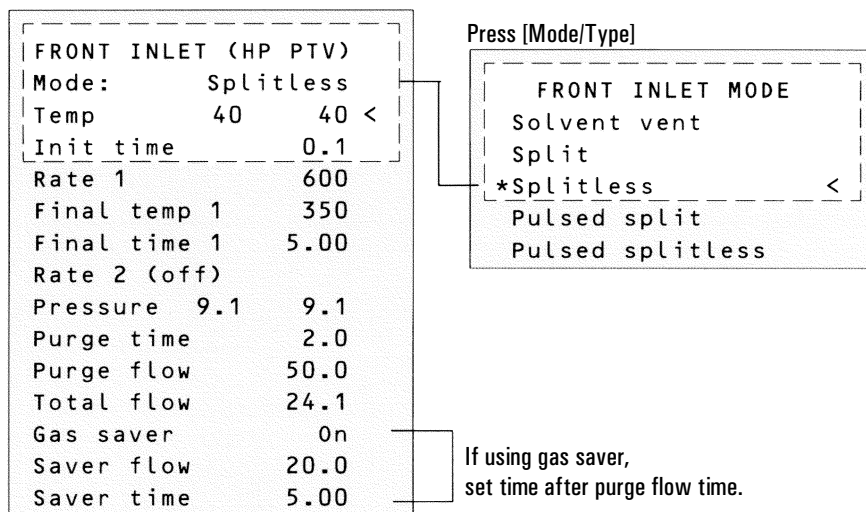 FRONT INLET (HP PTV)
Mode: Splitless
Temp 40 40 <
Init time 0.1
Rate 1 600
Final temp 1 350
Final time 1 5.00
Rate 2 (off)
Pressure 9.1 9.1
Purge time 2.0
Purge flow 50.0
Total flow 24.1
Gas saver On
Saver flow 20.0
Saver time 5.00
Press [Mode/Type]
FRONT INLET MODE
Solvent vent
Split
*Splitless <
Pulsed split
Pulsed splitless
If using gas saver,
set time after purge flow time.